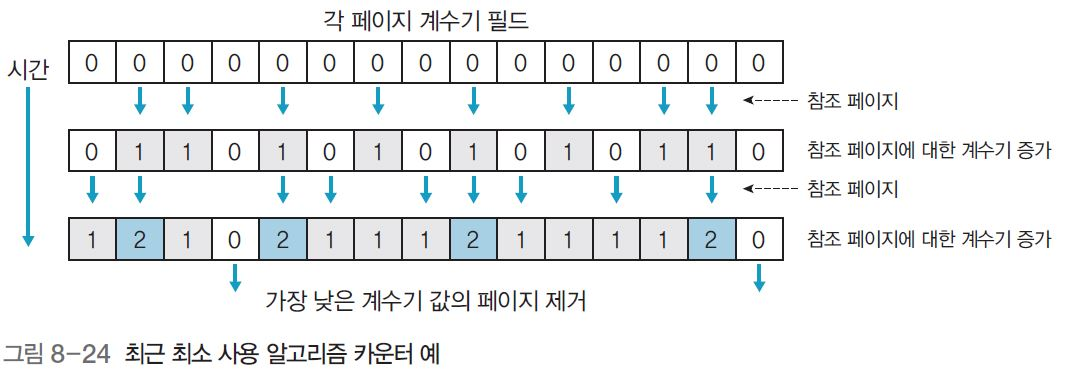 각 페이지 계수기 필드
시간
0 0 0 0 0 0 0 0 0 0 0 0 0 0 0
참조 페이지
0 1 1 0 1 0 1 0 1 0 1 0 1 1 0
참조 페이지에 대한 계수기 증가
참조 페이지
1 2 1 0 2 1 1 1 2 1 1 1 1 2 0
참조 페이지에 대한 계수기 증가
가장 낮은 계수기 값의 페이지 제거
그림 8-24 최근 최소 사용 알고리즘 카운터 예